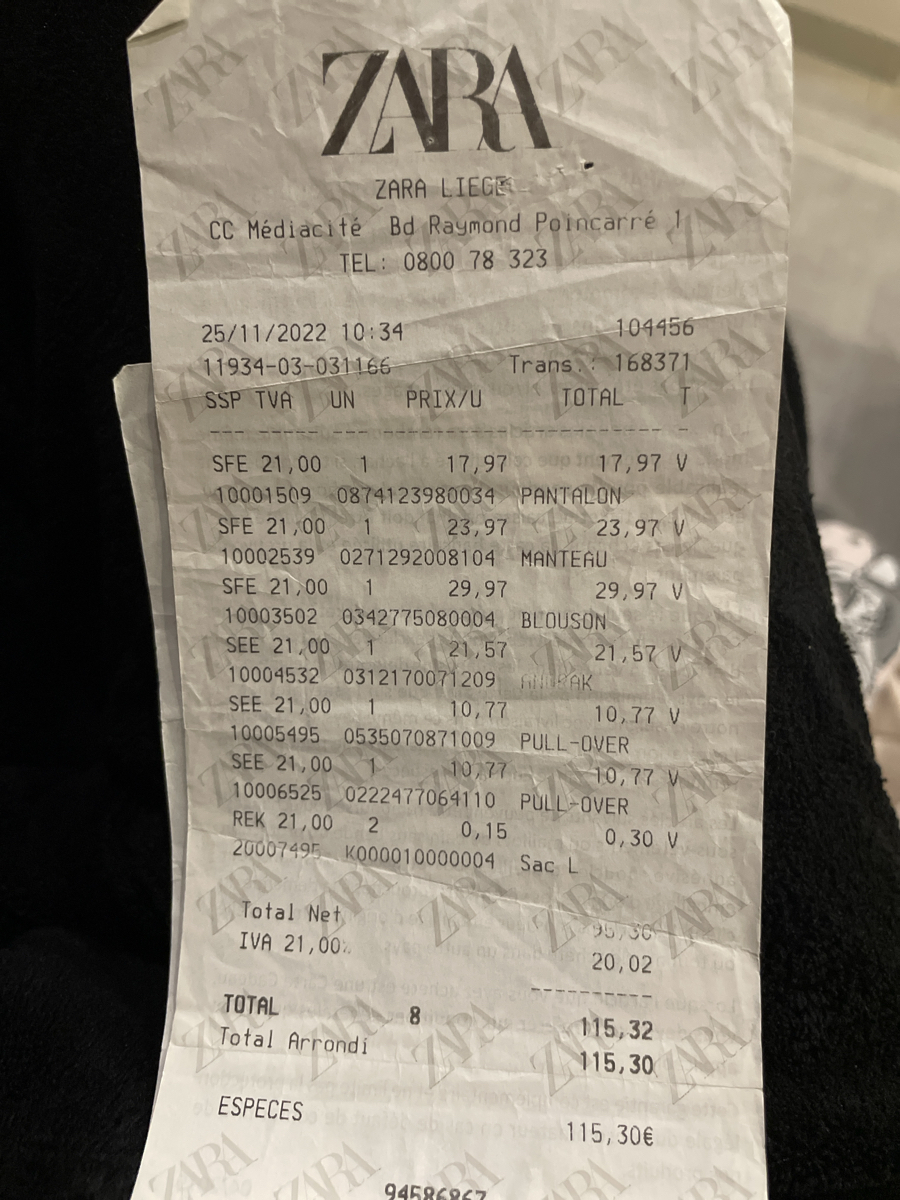 ZARA
ZARA LIEGE
CC Médiacité Bd Raymond Poincarré 1
TEL: 0800 78 323
25/11/2022 10:34 104456
11934-03-031166 Trans.: 168371
SSP TVA UN PRIX/U TOTAL T
--- ----- --- ---------- ----------- -
SFE 21,00 1 17,97 17,97 V
10001509 0874123980034 PANTALON
SFE 21,00 1 23,97 23,97 V
10002539 0271292008104 MANTEAU
SFE 21,00 1 29,97 29,97 V
10003502 0342775080004 BLOUSON
SEE 21,00 1 21,57 21,57 V
10004532 0312170071209
SEE 21,00 1 10,77 10,77 V
10005495 0535070871009 PULL-OVER
SEE 21,00 1 10,77 10,77 V
10006525 0222477064110 PULL-OVER
REK 21,00 2 0,15 0,30 V
20007495 K000010000004 Sac L
Total Net 95,30
IVA 21,00% 20,02
------------
TOTAL 8 115,32
Total Arrondi 115,30
ESPECES 115,30€
94586867